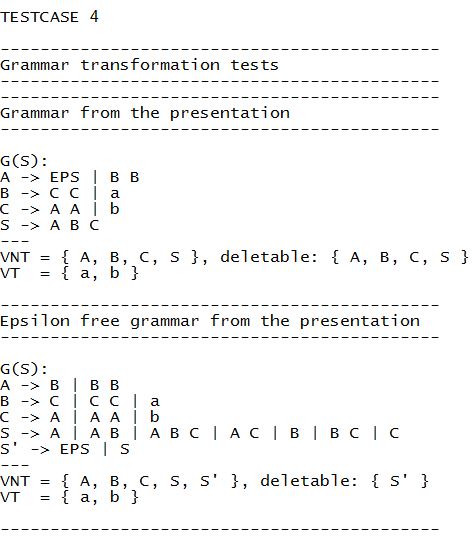 TESTCASE 4
--------------------------------------------
Grammar transformation tests
--------------------------------------------
--------------------------------------------
Grammar from the presentation
--------------------------------------------
G(S):
A -> EPS | B B
B -> C C | a
C -> A A | b
S -> A B C
---
VNT = { A, B, C, S }, deletable: { A, B, C, S }
VT  = { a, b }
--------------------------------------------
Epsilon free grammar from the presentation
--------------------------------------------
G(S):
A -> B | B B
B -> C | C C | a
C -> A | A A | b
S -> A | A B | A B C | A C | B | B C | C
S' -> EPS | S
---
VNT = { A, B, C, S, S' }, deletable: { S' }
VT  = { a, b }
--------------------------------------------